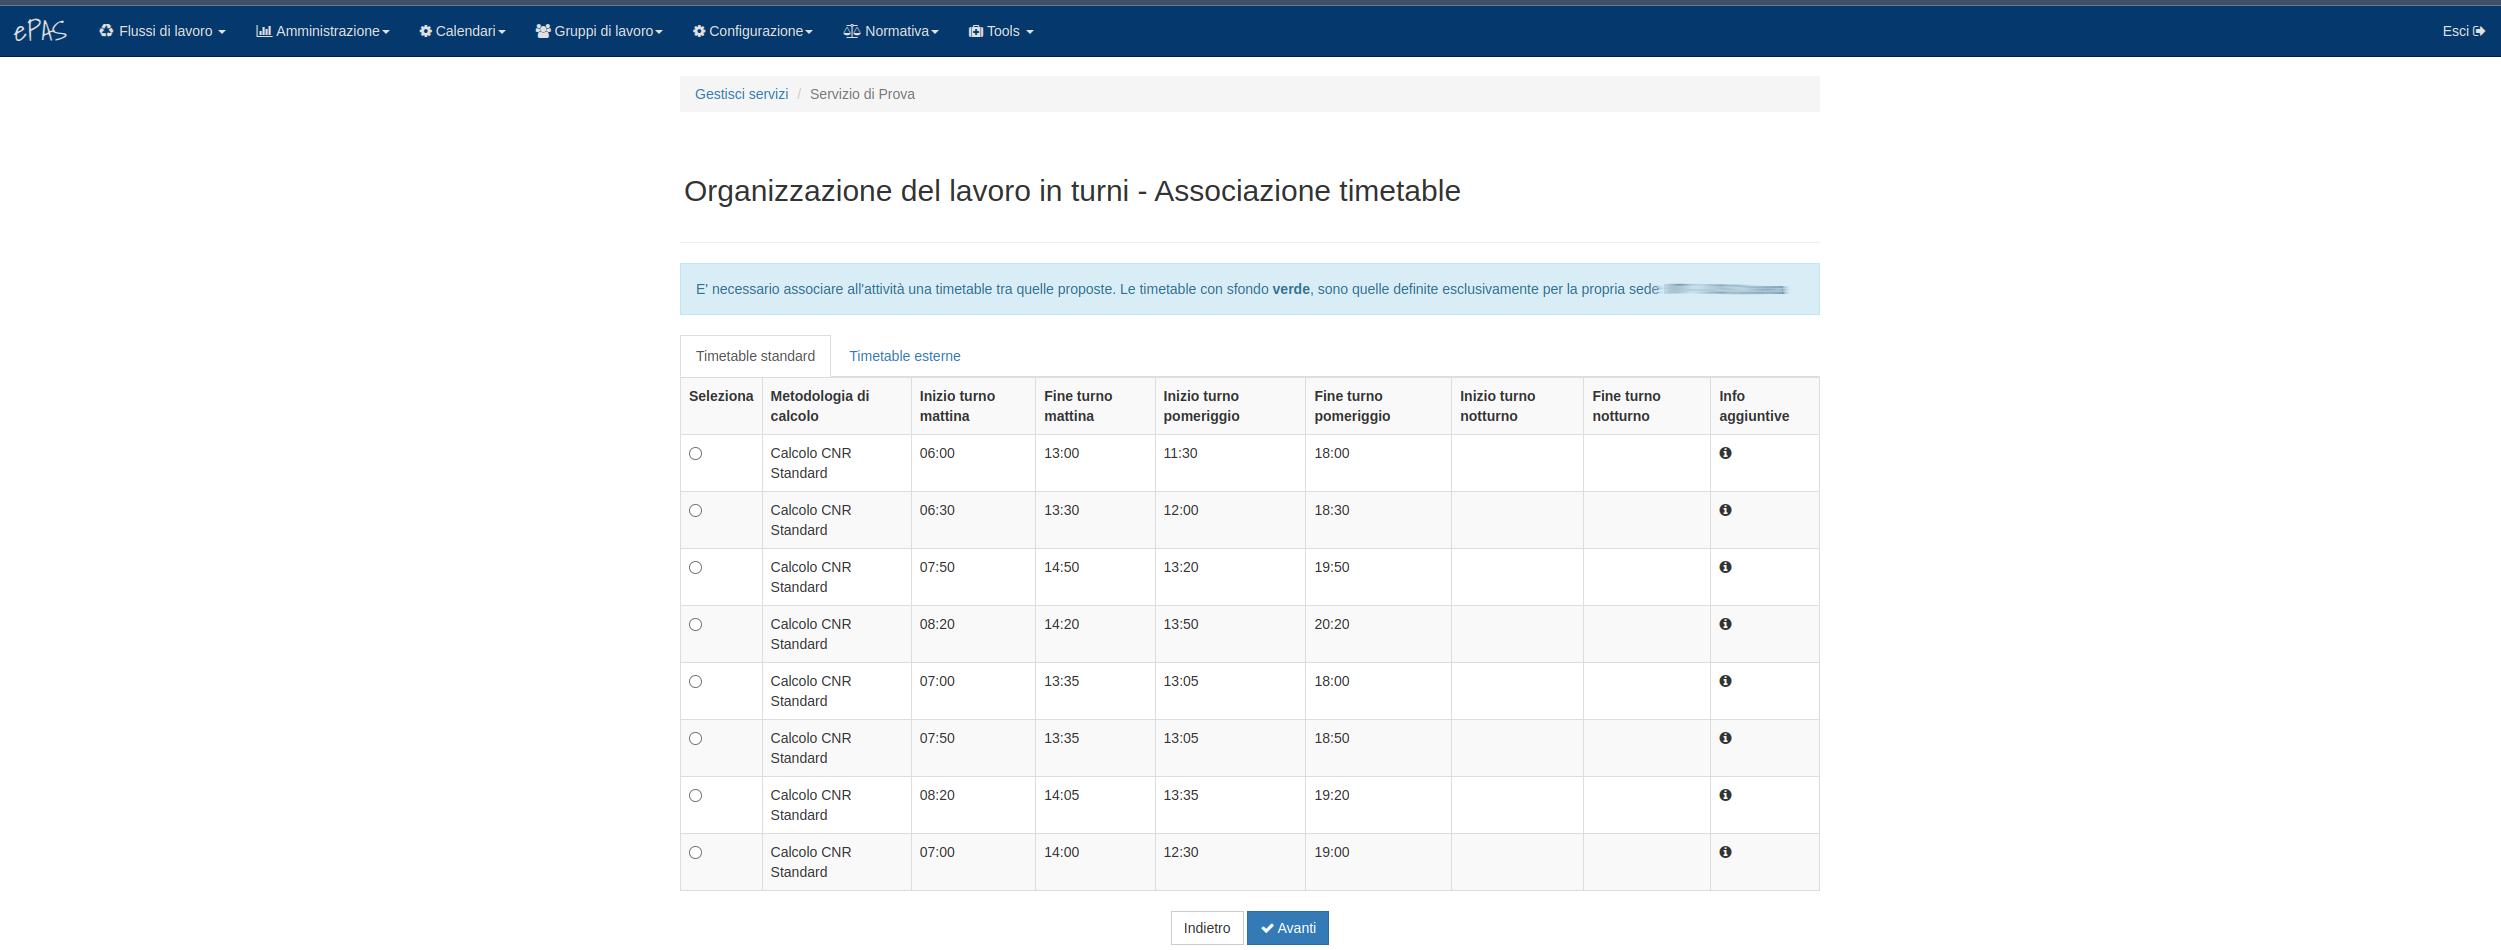 ePAS Flussi di lavoro Amministrazione Calendari Gruppi di lavoro Configurazione Normativa Tools Esci
Gestisci servizi / Servizio di Prova
Organizzazione del lavoro in turni - Associazione timetable
E' necessario associare all'attività una timetable tra quelle proposte. Le timetable con sfondo verde, sono quelle definite esclusivamente per la propria sede
Timetable standard Timetable esterne
Seleziona Metodologia di calcolo Inizio turno mattina Fine turno mattina Inizio turno pomeriggio Fine turno pomeriggio Inizio turno notturno Fine turno notturno Info aggiuntive
Calcolo CNR Standard 06:00 13:00 11:30 18:00
Calcolo CNR Standard 06:30 13:30 12:00 18:30
Calcolo CNR Standard 07:50 14:50 13:20 19:50
Calcolo CNR Standard 08:20 14:20 13:50 20:20
Calcolo CNR Standard 07:00 13:35 13:05 18:00
Calcolo CNR Standard 07:50 13:35 13:05 18:50
Calcolo CNR Standard 08:20 14:05 13:35 19:20
Calcolo CNR Standard 07:00 14:00 12:30 19:00
Indietro Avanti